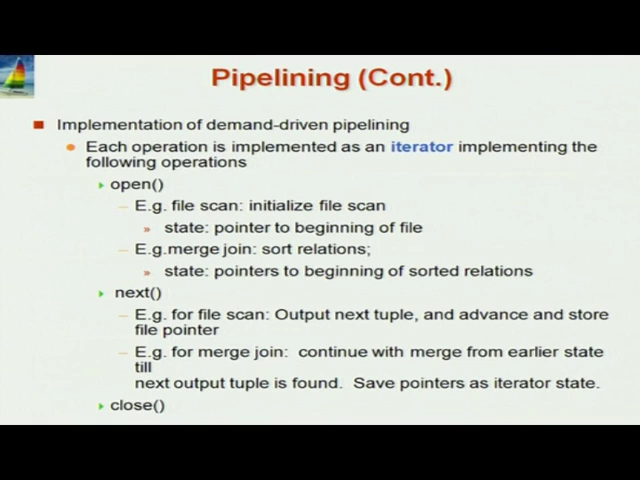 Pipelining (Cont.)
Implementation of demand-driven pipelining
Each operation is implemented as an iterator implementing the
following operations
open()
E.g. file scan: initialize file scan
state: pointer to beginning of file
E.g.merge join: sort relations;
state: pointers to beginning of sorted relations
next()
E.g. for file scan: Output next tuple, and advance and store
file pointer
E.g. for merge join: continue with merge from earlier state
till
next output tuple is found. Save pointers as iterator state.
close()